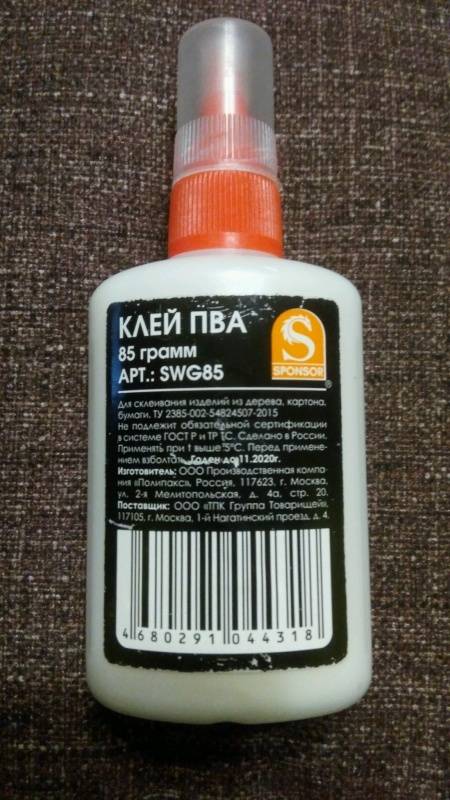 КЛЕЙ ПВА
85 грамм
АРТ.: SWG85
S
SPONSOR
®
Для склеивания изделий из дерева, картона,
бумаги. ТУ 2385-002-54824507-2015
Не подлежит обязательной сертификации
в системе ГОСТ Р и ТР ТС. Сделано в России.
Применять при t выше 5°С. Перед примене-
нием взболтать. Годен до 11.2020г.
Изготовитель: ООО Производственная компа-
ния «Полипакс», Россия, 117623, г. Москва,
ул. 2-я Мелитопольская, д. 4а, стр. 20.
Поставщик: ООО «ТПК Группа Товарищей»,
117105, г. Москва, 1-й Нагатинский проезд, д. 4.
4 680291 044318